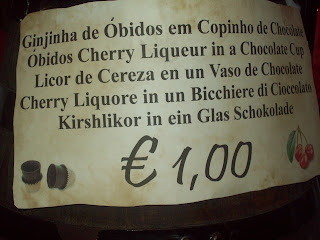 Ginjinha de Óbidos em Copinho de Chocolate
Óbidos Cherry Liqueur in a Chocolate Cup
Licor de Cereza en un Vaso de Chocolate
Cherry Liquore in un Bicchiere di Cioccolato
Kirshlikor in ein Glas Schokolade
€ 1,00